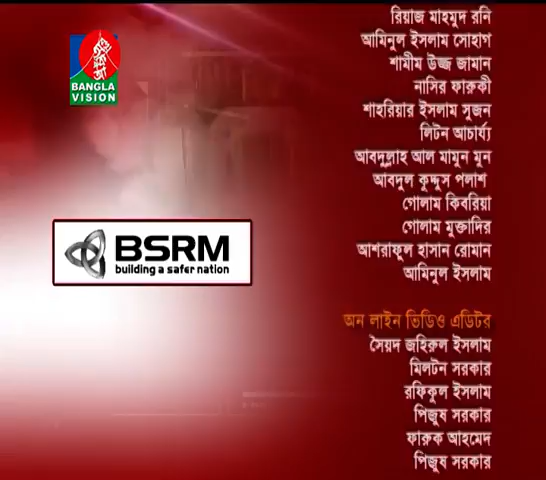 BANGLA
VISION
BSRM
building a safer nation
রিয়াজ মাহমুদ রনি
আমিনুল ইসলাম সোহাগ
শামীম উজ্জ জামান
নাসির ফারুকী
শাহরিয়ার ইসলাম সুজন
লিটন আচার্য্য
আবদুল্লাহ আল মামুন মুন
আবদুল কুদ্দুস পলাশ
গোলাম কিবরিয়া
গোলাম মুক্তাদির
আশরাফুল হাসান রোমান
আমিনুল ইসলাম
অন লাইন ভিডিও এডিটর
সৈয়দ জহিরুল ইসলাম
মিলটন সরকার
রফিকুল ইসলাম
পিজুষ সরকার
ফারুক আহমেদ
পিজুষ সরকার